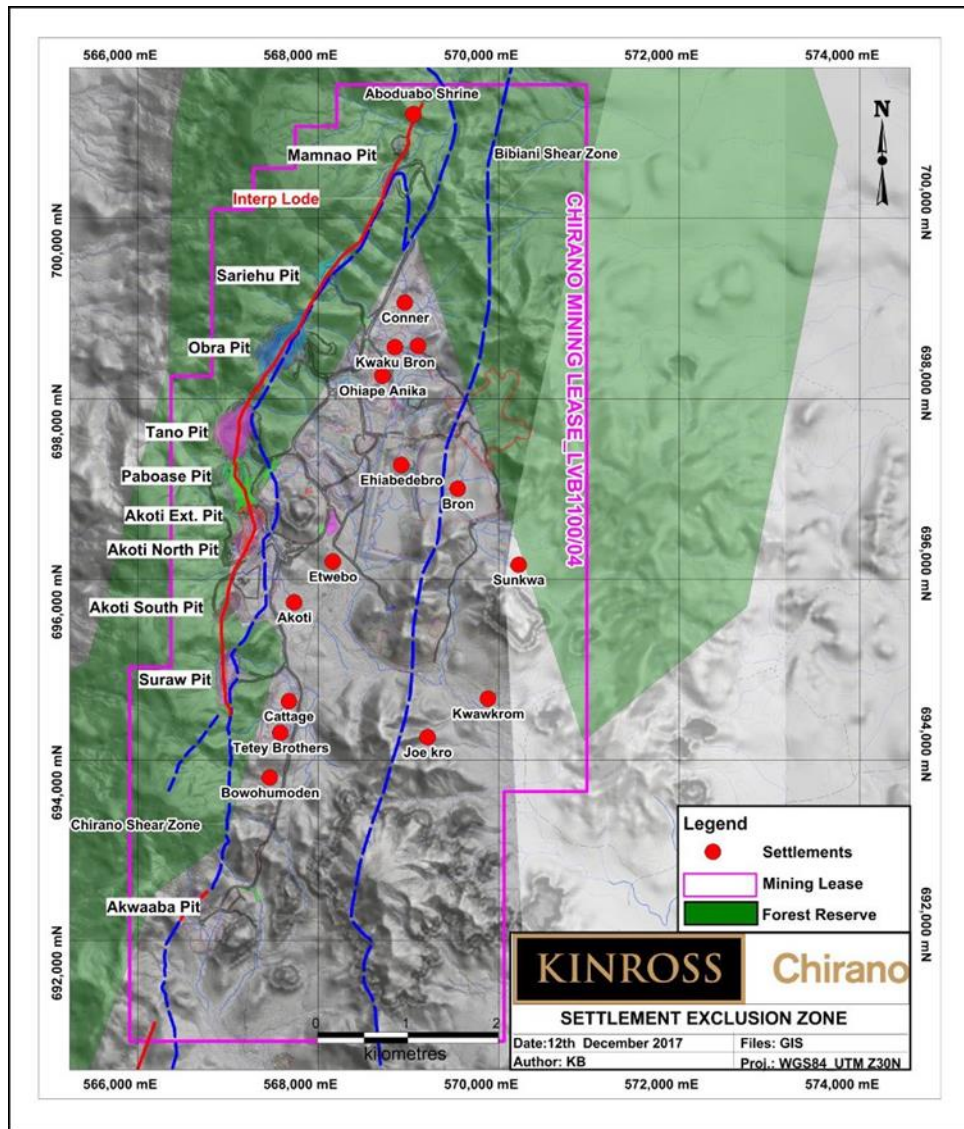 566,000 mE 568,000 mE 570,000 mE 572,000 mE 574,000 mE
Aboduabo Shrine
N
Mamnao Pit
Bibiani Shear Zone
Interp Lode
700,000 mN
700,000 mN
CHIRANO MINING LEASE_LVB1100/04
Sariehu Pit
Conner
Obra Pit
Kwaku Bron
Ohiape Anika
698,000 mN
698,000 mN
Tano Pit
Paboase Pit
Ehiabedebro
Bron
Akoti Ext. Pit
Akoti North Pit
Etwebo
Sunkwa
696,000 mN
696,000 mN
Akoti South Pit
Akoti
Suraw Pit
Cattage
Kwawkrom
Tetey Brothers
Joe kro
694,000 mN
694,000 mN
Bowohumoden
Chirano Shear Zone
Legend
Settlements
Mining Lease
Forest Reserve
Akwaaba Pit
692,000 mN
692,000 mN
KINROSS Chirano
SETTLEMENT EXCLUSION ZONE
Date:12th December 2017 Files: GIS
Author: KB Proj.: WGS84_UTM Z30N
0 1 2
kilometres
566,000 mE 568,000 mE 570,000 mE 572,000 mE 574,000 mE